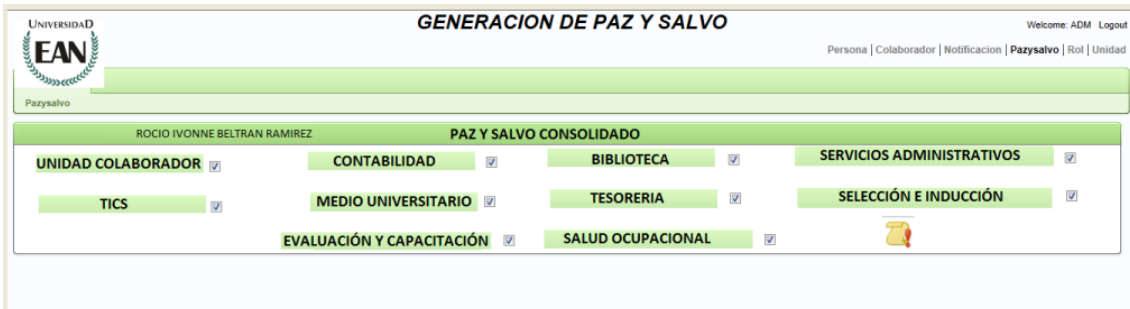 UNIVERSIDAD
EAN
GENERACION DE PAZ Y SALVO
Welcome: ADM Logout
Persona | Colaborador | Notificacion | Pazysalvo | Rol | Unidad
Pazysalvo
ROCIO IVONNE BELTRAN RAMIREZ PAZ Y SALVO CONSOLIDADO
UNIDAD COLABORADOR CONTABILIDAD BIBLIOTECA SERVICIOS ADMINISTRATIVOS
TICS MEDIO UNIVERSITARIO TESORERIA SELECCIÓN E INDUCCIÓN
EVALUACIÓN Y CAPACITACIÓN SALUD OCUPACIONAL